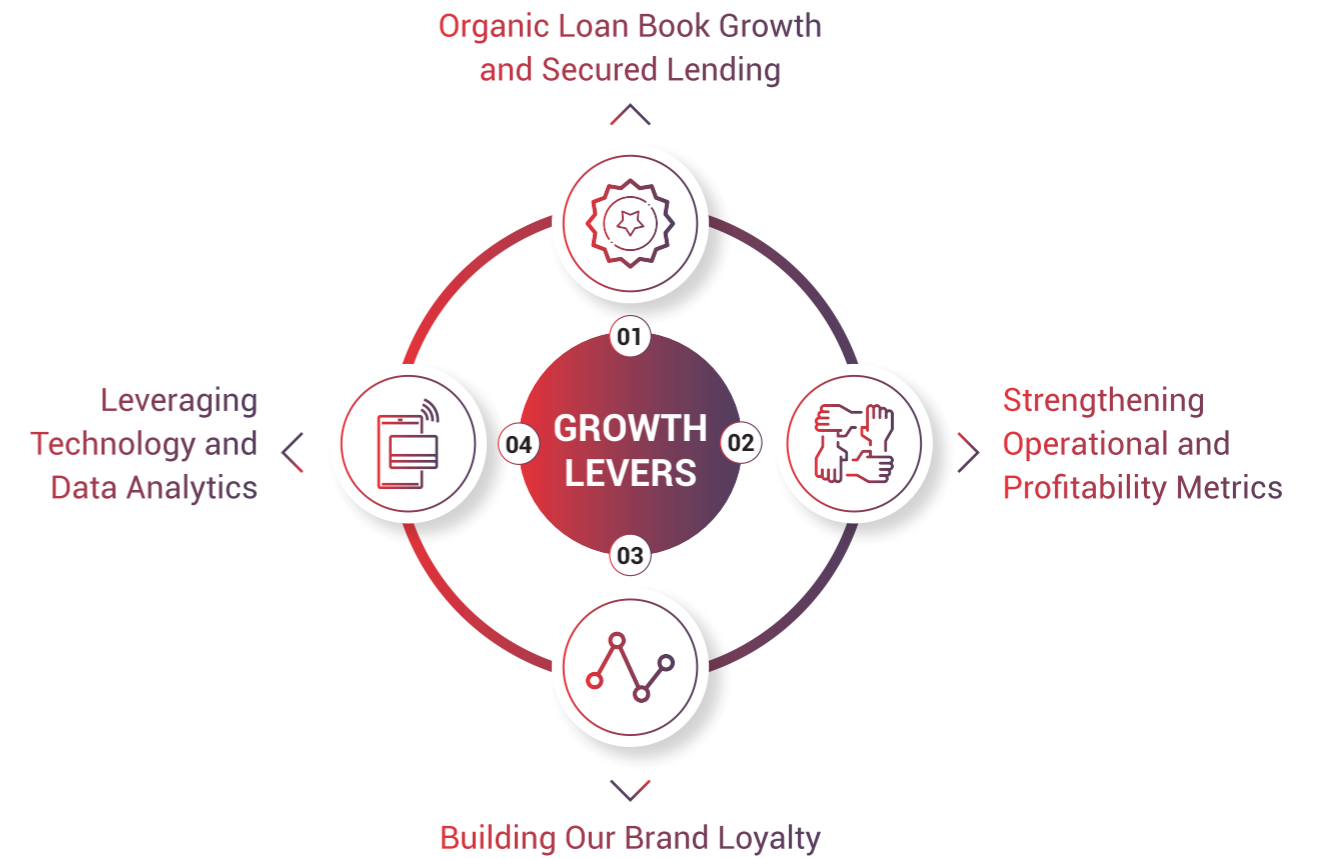 Organic Loan Book Growth
and Secured Lending
01
GROWTH
LEVERS
02
Strengthening
Operational and
Profitability Metrics
03
Building Our Brand Loyalty
04
Leveraging
Technology and
Data Analytics